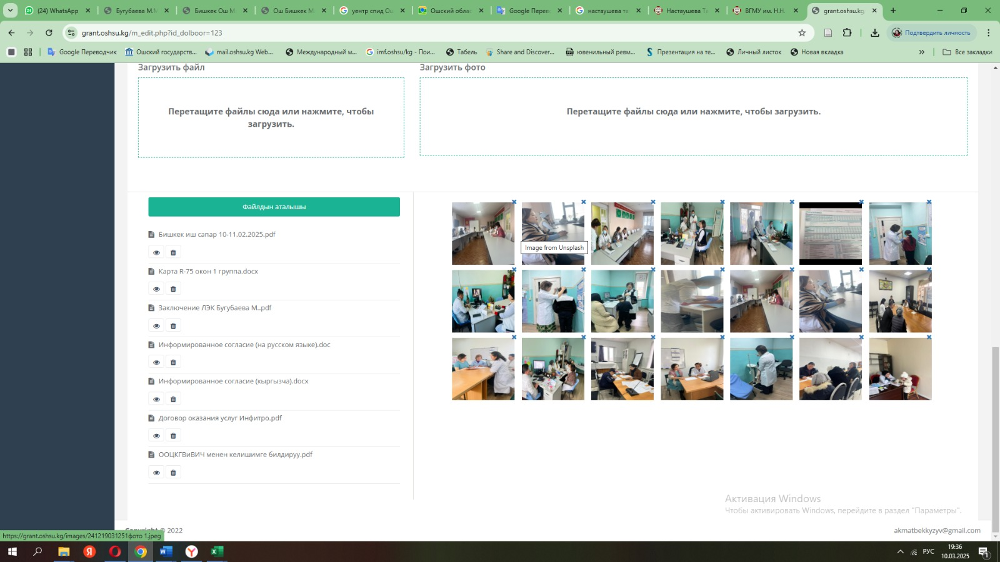 (24) WhatsApp
Бугубаева М.М
Бишкек Ош М
Ош Бишкек М
уентр спид Ош
Ошский облас
Google Перев
настаушева та
Настаушева Та
ВГМУ им. Н.Н.
grant.oshsu.kg
grant.oshsu.kg/m_edit.php?id_dolboor=123
Подтвердить личность
Google Переводчик
Ошский государств...
mail.oshsu.kg Web...
Международный м...
imf.oshsu/kg - Пои...
Табель
Share and Discover...
ювенильный ревм...
Презентация на те...
Личный листок
Новая вкладка
»
Все закладки
Загрузить файл
Загрузить фото
Перетащите файлы сюда или нажмите, чтобы
загрузить.
Перетащите файлы сюда или нажмите, чтобы загрузить.
Файлдын аталышы
Бишкек иш сапар 10-11.02.2025.pdf
Карта R-75 окон 1 группа.docx
Заключение ЛЭК Бугубаева М..pdf
Информированное согласие (на русском языке).doc
Информированное согласие (кыргызча).docx
Договор оказания услуг Инфитро.pdf
ООЦКГВиВИЧ менен келишимге билдируу.pdf
Image from Unsplash
Активация Windows
Чтобы активировать Windows, перейдите в раздел "Параметры".
Copyright © 2022
akmatbekkyzyv@gmail.com
https://grant.oshsu.kg/images/241219031251фото 1.jpeg
РУС
19:36
10.03.2025
1